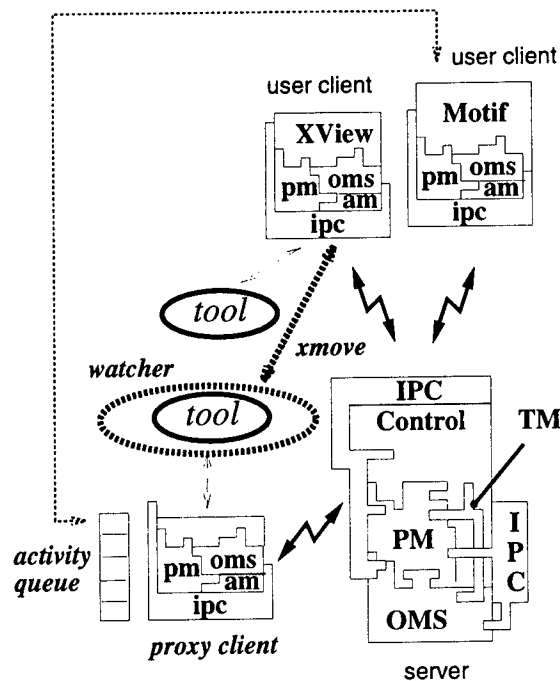 user client
user client
XView
pm
oms
am
ipc
Motif
pm
oms
am
ipc
tool
xmove
watcher
tool
IPC
Control
TM
PM
IPC
OMS
server
activity
queue
pm
oms
am
ipc
proxy client